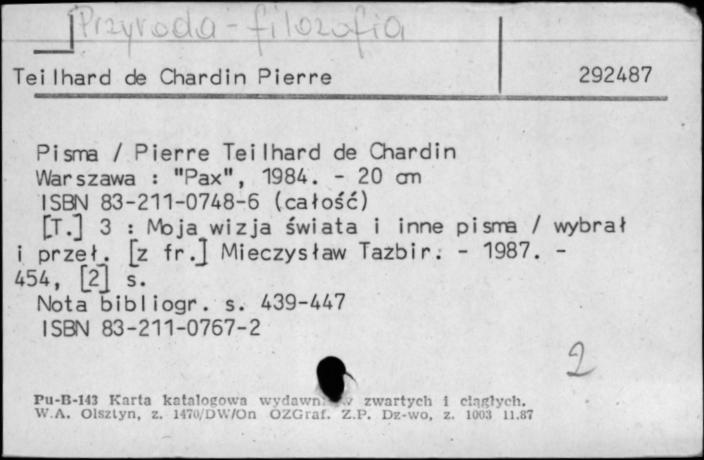 Przyroda - filozofia
Teilhard de Chardin Pierre 292487
Pisma / Pierre Teilhard de Chardin
Warszawa : "Pax", 1984. - 20 cm
ISBN 83-211-0748-6 (całość)
[T.] 3 : Moja wizja świata i inne pisma / wybrał
i przeł. [z fr.] Mieczysław Tazbir. - 1987. -
454, [2] s.
Nota bibliogr. s. 439-447
ISBN 83-211-0767-2
2
Pu-B-143 Karta katalogowa zwartych i ciągłych.
W.A. Olsztyn, z. 1470/DW/On OZGraf. Z.P. Dz-wo, z. 1003 11.87